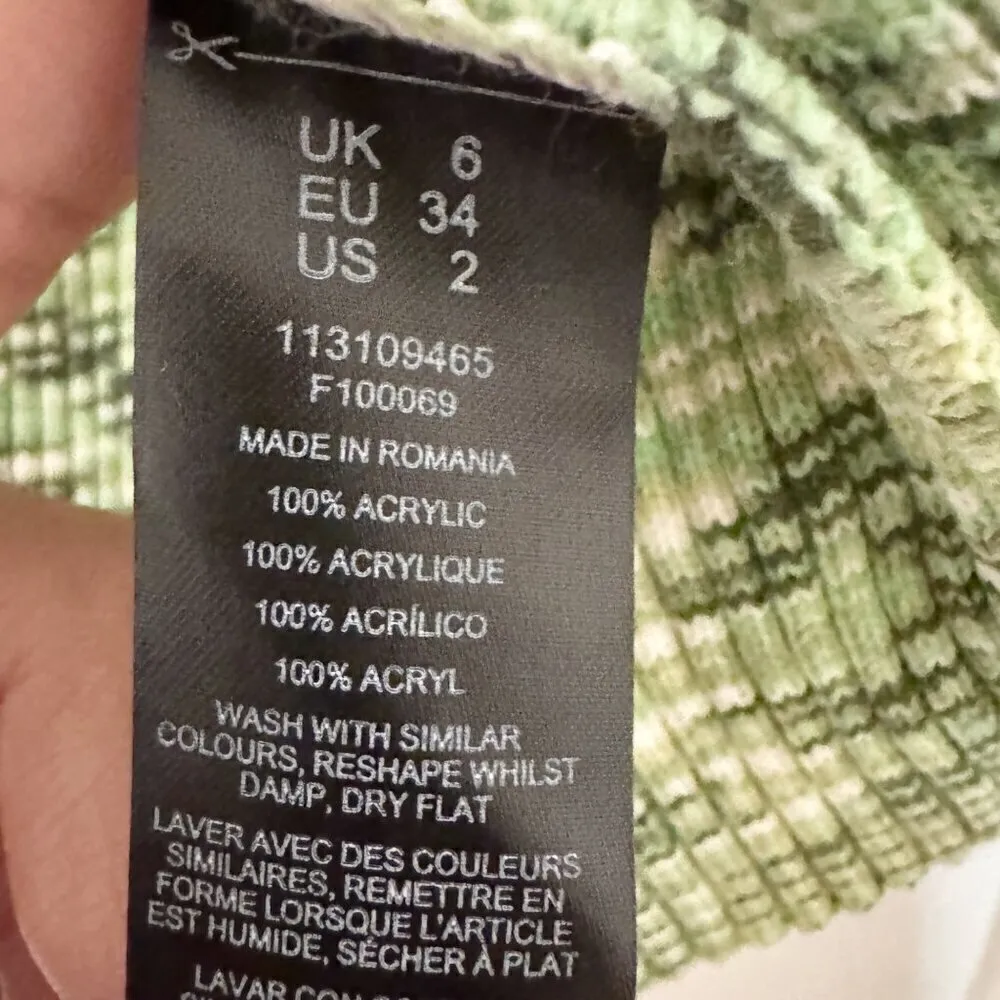 UK 6
EU 34
US 2
113109465
F100069
MADE IN ROMANIA
100% ACRYLIC
100% ACRYLIQUE
100% ACRÍLICO
100% ACRYL
WASH WITH SIMILAR
COLOURS, RESHAPE WHILST
DAMP, DRY FLAT
LAVER AVEC DES COULEURS
SIMILAIRES, REMETTRE EN
FORME LORSQUE L'ARTICLE
EST HUMIDE, SÉCHER À PLAT
LAVAR CON